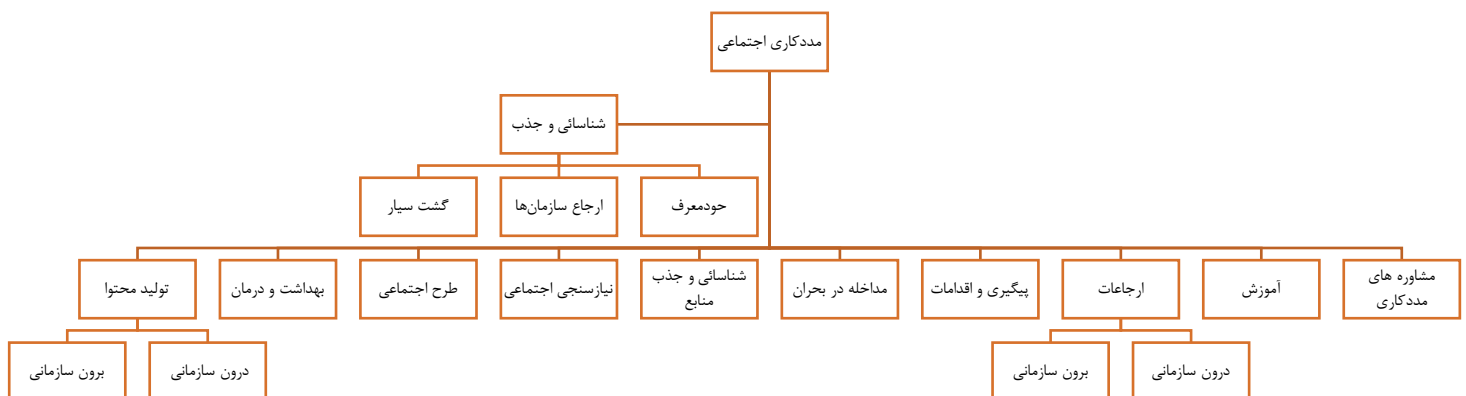 مددکاری اجتماعی
شناسائی و جذب
حودمعرف
ارجاع سازمان‌ها
گشت سیار
مشاوره های
مددکاری
آموزش
ارجاعات
پیگیری و اقدامات
مداخله در بحران
شناسائی و جذب
منابع
نیازسنجی اجتماعی
طرح اجتماعی
بهداشت و درمان
تولید محتوا
درون سازمانی
برون سازمانی
درون سازمانی
برون سازمانی